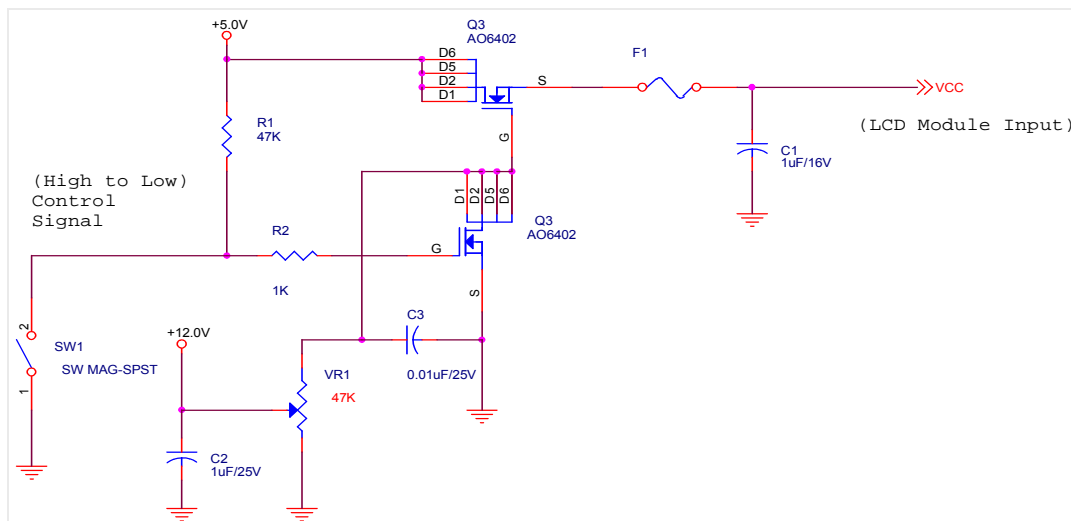 +5.0V
Q3
AO6402
D6
D5
D2
D1
S
G
F1
VCC
(LCD Module Input)
R1
47K
C1
1uF/16V
(High to Low)
Control
Signal
D1
D2
D5
D6
Q3
AO6402
R2
1K
G
S
2
SW1
SW MAG-SPST
1
+12.0V
C3
0.01uF/25V
VR1
47K
C2
1uF/25V